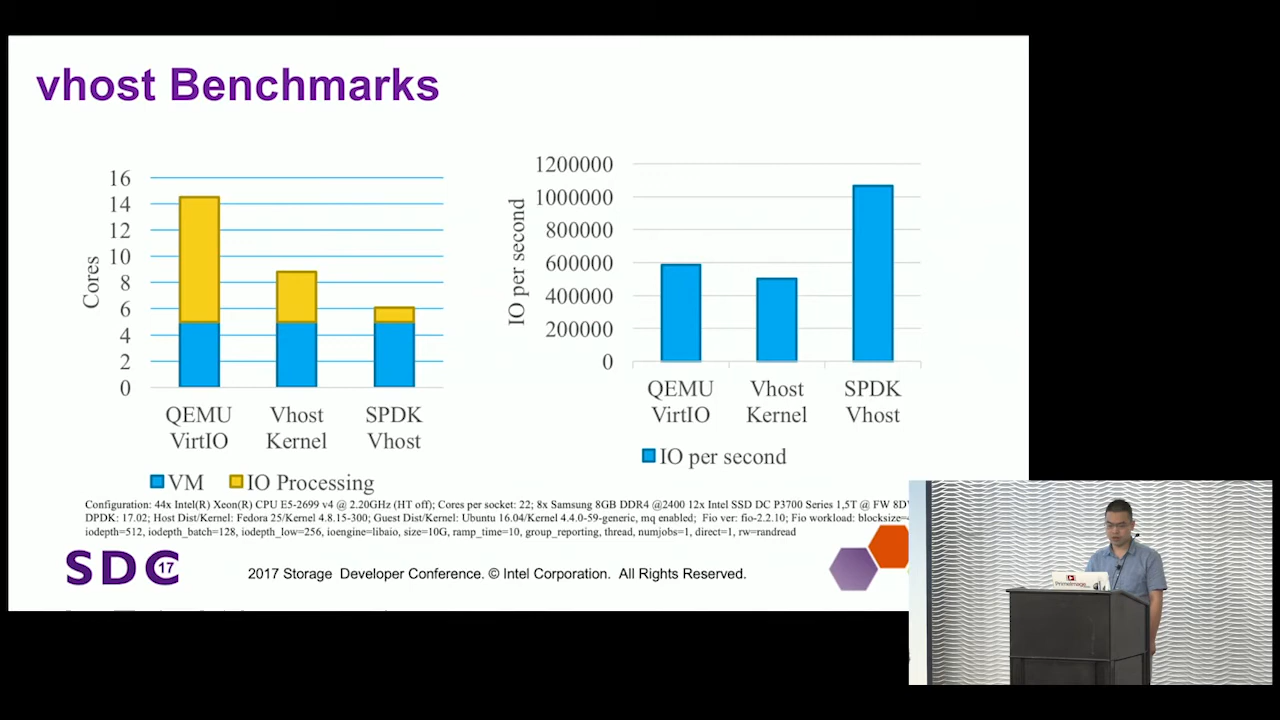 vhost Benchmarks
16
14
12
10
8
6
4
2
0
Cores
QEMU VirtIO
Vhost Kernel
SPDK Vhost
VM
IO Processing
1200000
1000000
800000
600000
400000
200000
0
IO per second
QEMU VirtIO
Vhost Kernel
SPDK Vhost
IO per second
Configuration: 44x Intel(R) Xeon(R) CPU E5-2699 v4 @ 2.20GHz (HT off); Cores per socket: 22; 8x Samsung 8GB DDR4 @2400 12x Intel SSD DC P3700 Series 1,5T @ FW
DPDK: 17.02; Host Dist/Kernel: Fedora 25/Kernel 4.8.15-300; Guest Dist/Kernel: Ubuntu 16.04/Kernel 4.4.0-59-generic, mq enabled; Fio ver: fio-2.2.10; Fio workload:
iodepth=512, iodepth_batch=128, iodepth_low=256, ioengine=libaio, size=10G, ramp_time=10, group_reporting, thread, numjobs=1, direct=1, rw=randread
SDC 17
2017 Storage Developer Conference. © Intel Corporation. All Rights Reserved.
PrimeImage